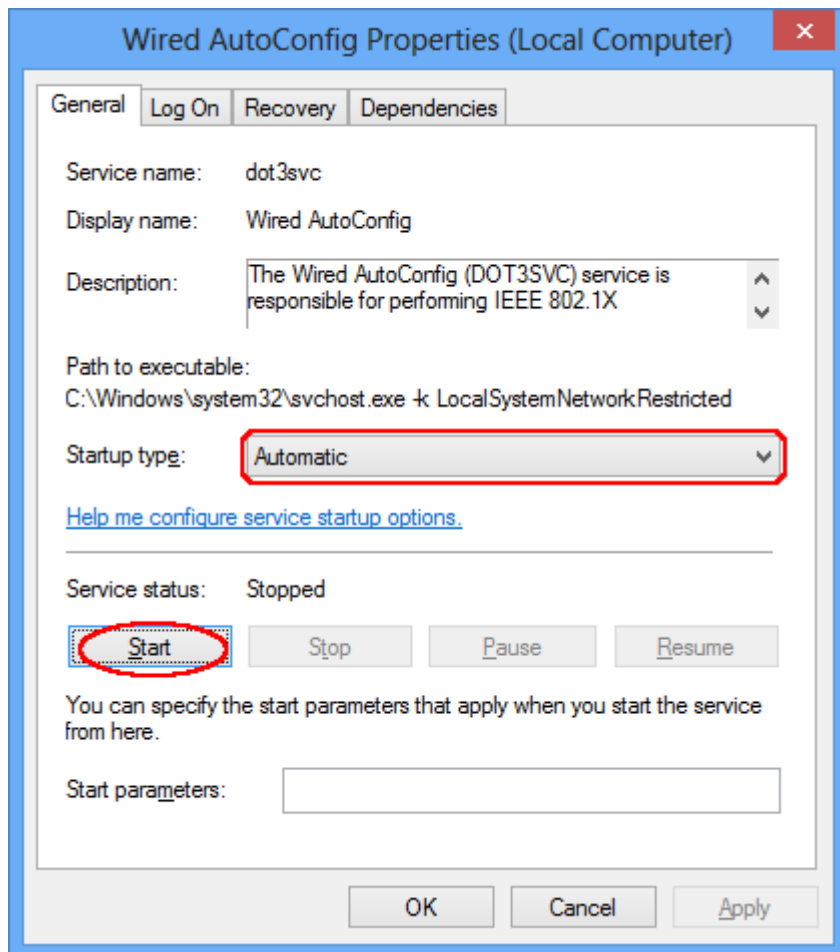 Wired AutoConfig Properties (Local Computer)
General
Log On
Recovery
Dependencies
Service name: dot3svc
Display name: Wired AutoConfig
Description: The Wired AutoConfig (DOT3SVC) service is
responsible for performing IEEE 802.1X
Path to executable:
C:\Windows\system32\svchost.exe -k LocalSystemNetworkRestricted
Startup type: Automatic
Help me configure service startup options.
Service status: Stopped
Start
Stop
Pause
Resume
You can specify the start parameters that apply when you start the service
from here.
Start parameters:
OK
Cancel
Apply